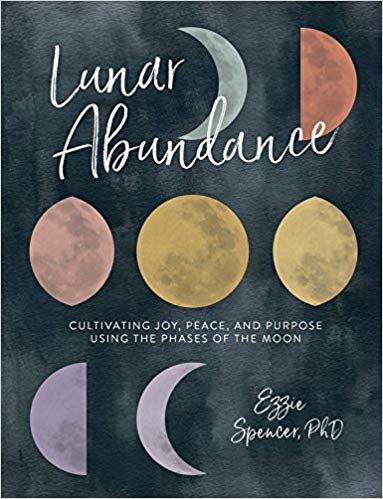 Lunar
Abundance
CULTIVATING JOY, PEACE, AND PURPOSE
USING THE PHASES OF THE MOON
Ezzie
Spencer, PhD